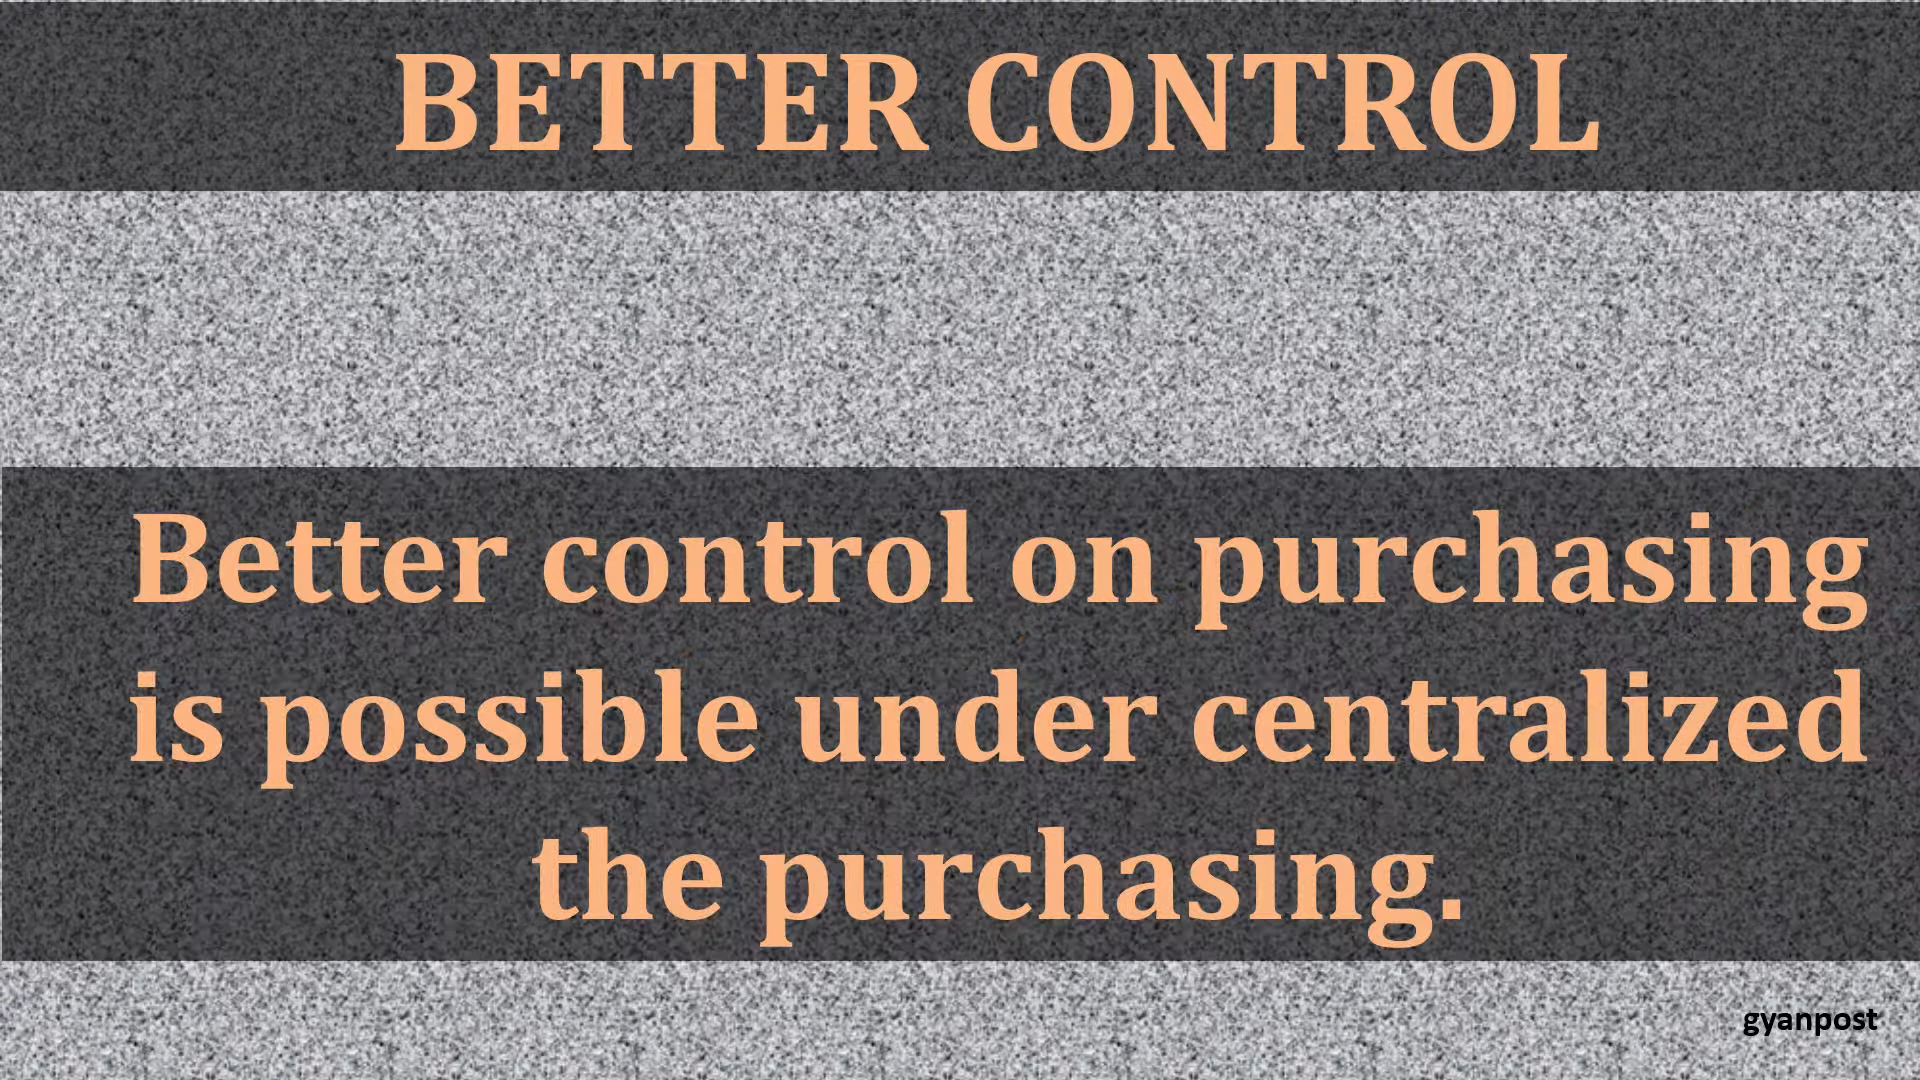 BETTER CONTROL
Better control on purchasing
is possible under centralized
the purchasing.
gyanpost